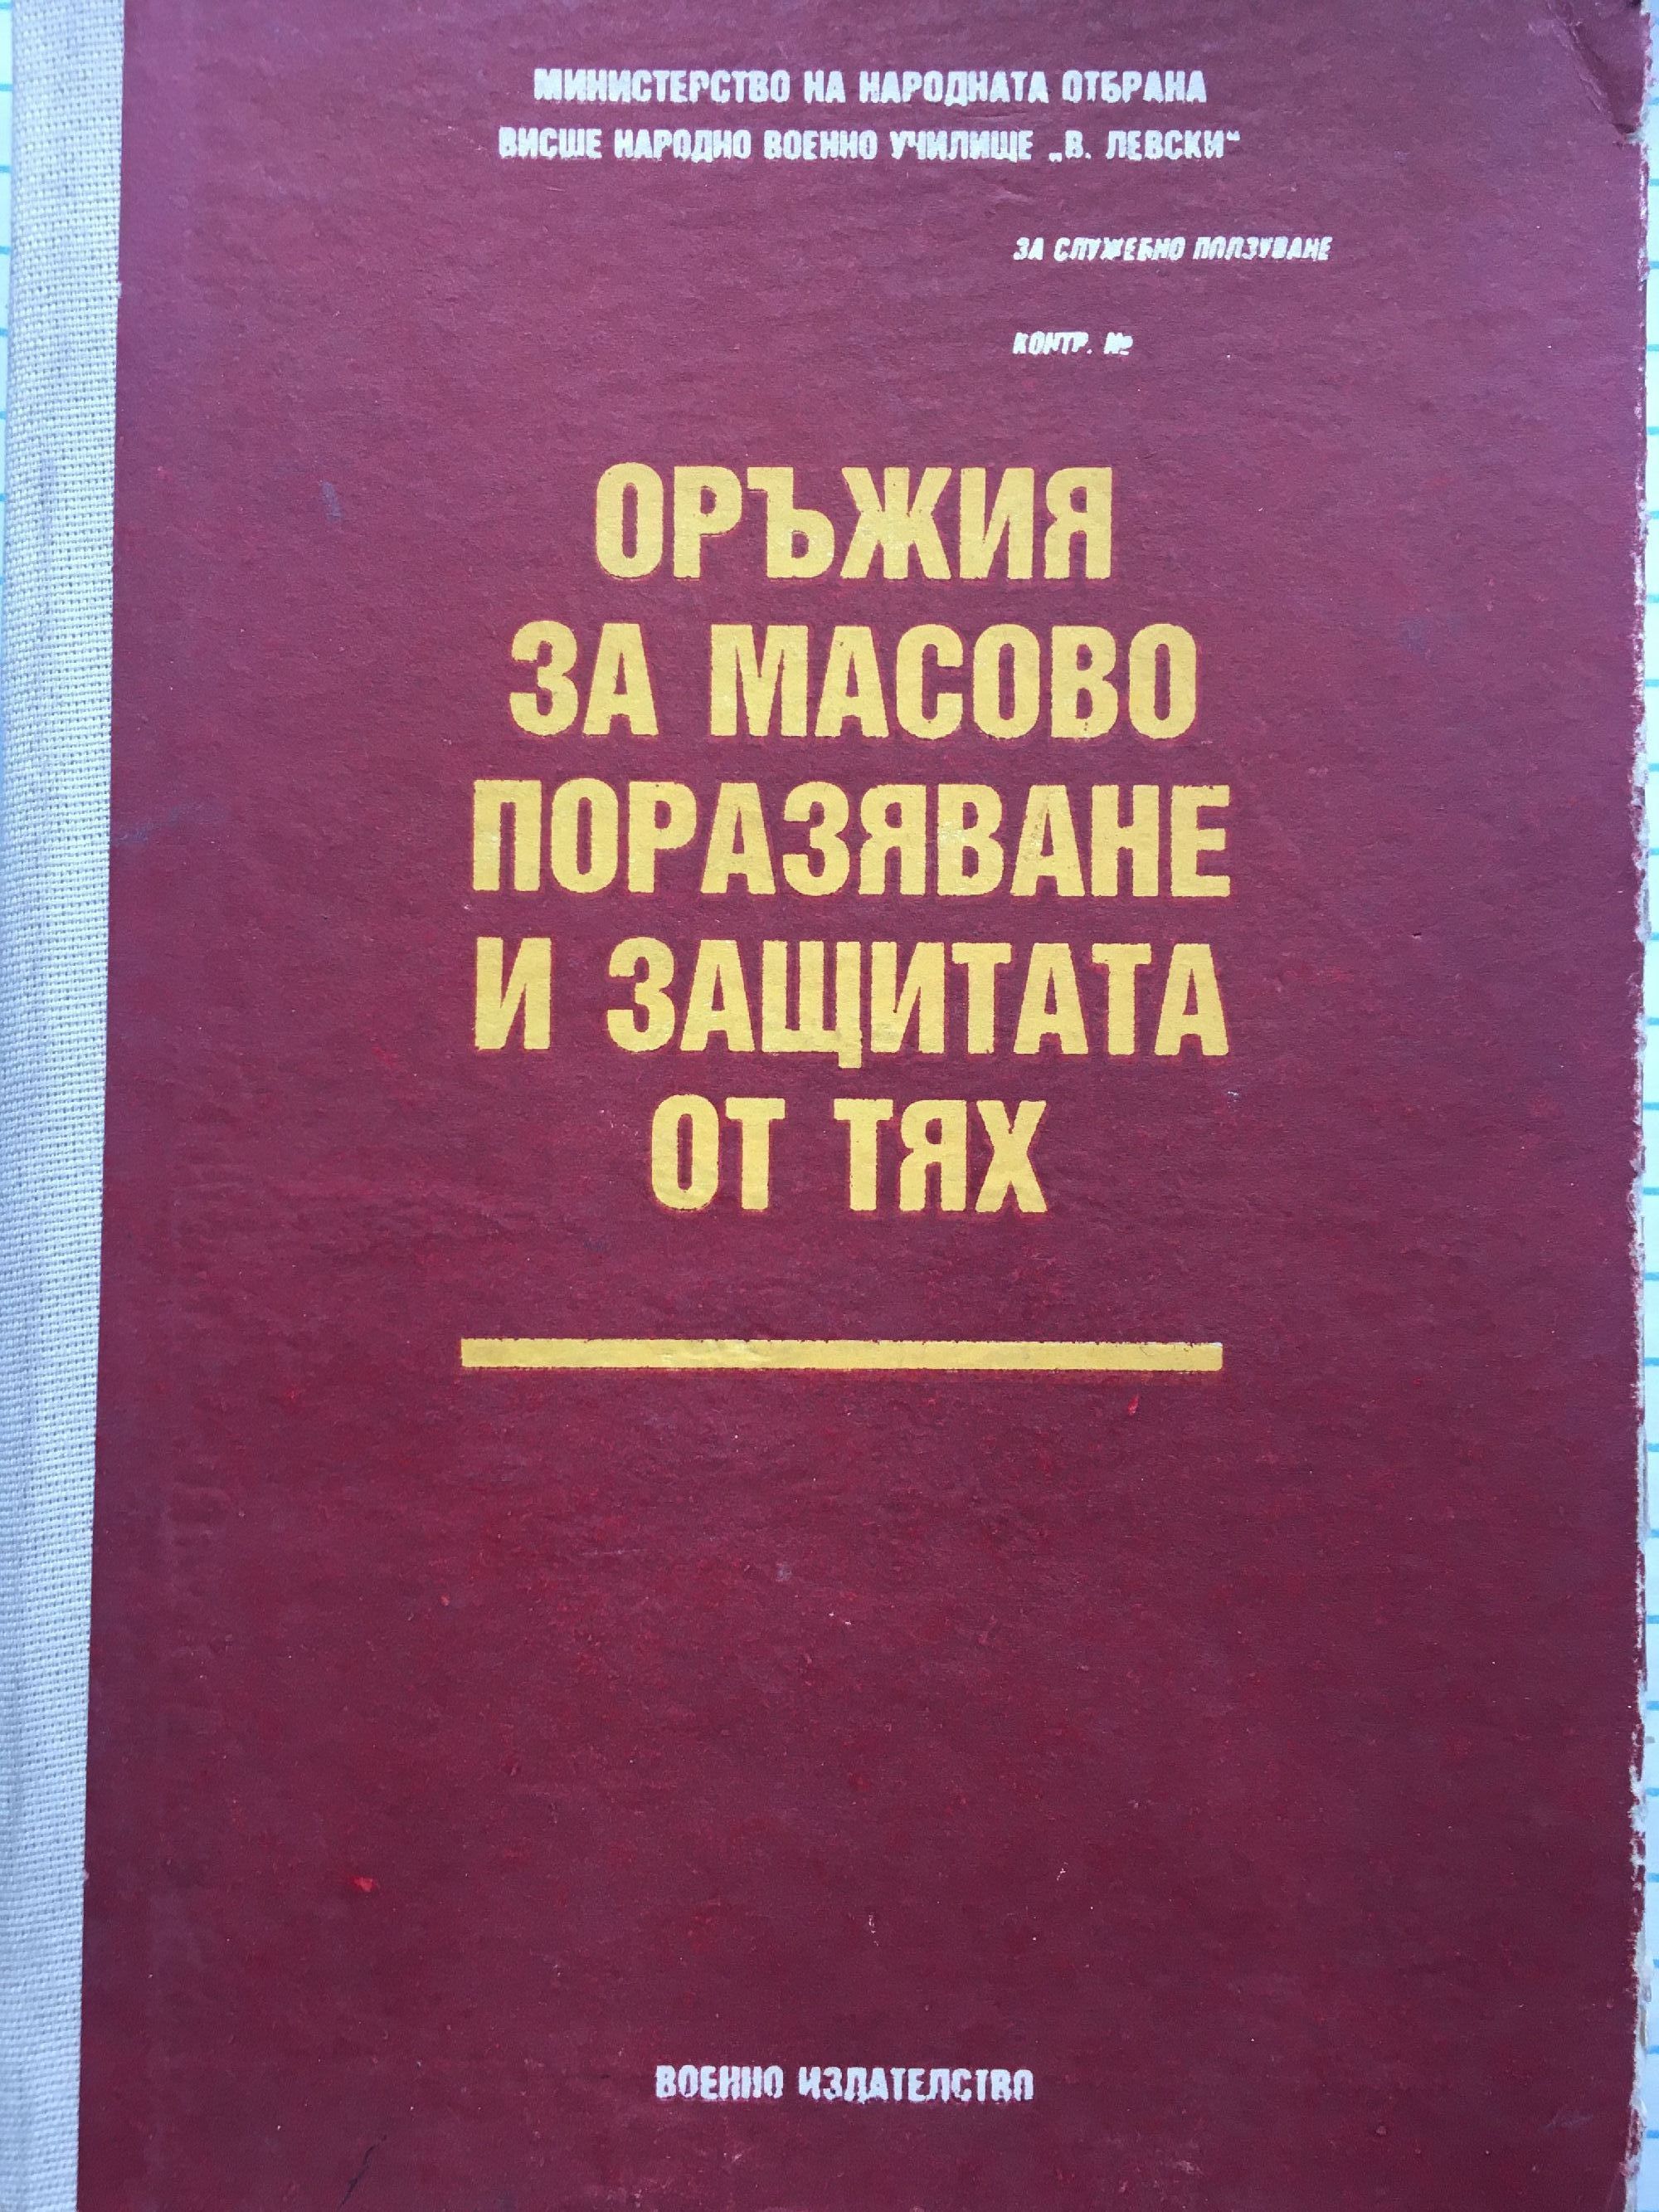 МИНИСТЕРСТВО НА НАРОДНАТА ОТБРАНА
ВИСШЕ НАРОДНО ВОЕННО УЧИЛИЩЕ „В. ЛЕВСКИ“
ЗА СЛУЖЕБНО ПОЛЗУВАНЕ
КОНТР. №
ОРЪЖИЯ
ЗА МАСОВО
ПОРАЗЯВАНЕ
И ЗАЩИТАТА
ОТ ТЯХ
ВОЕННО ИЗДАТЕЛСТВО